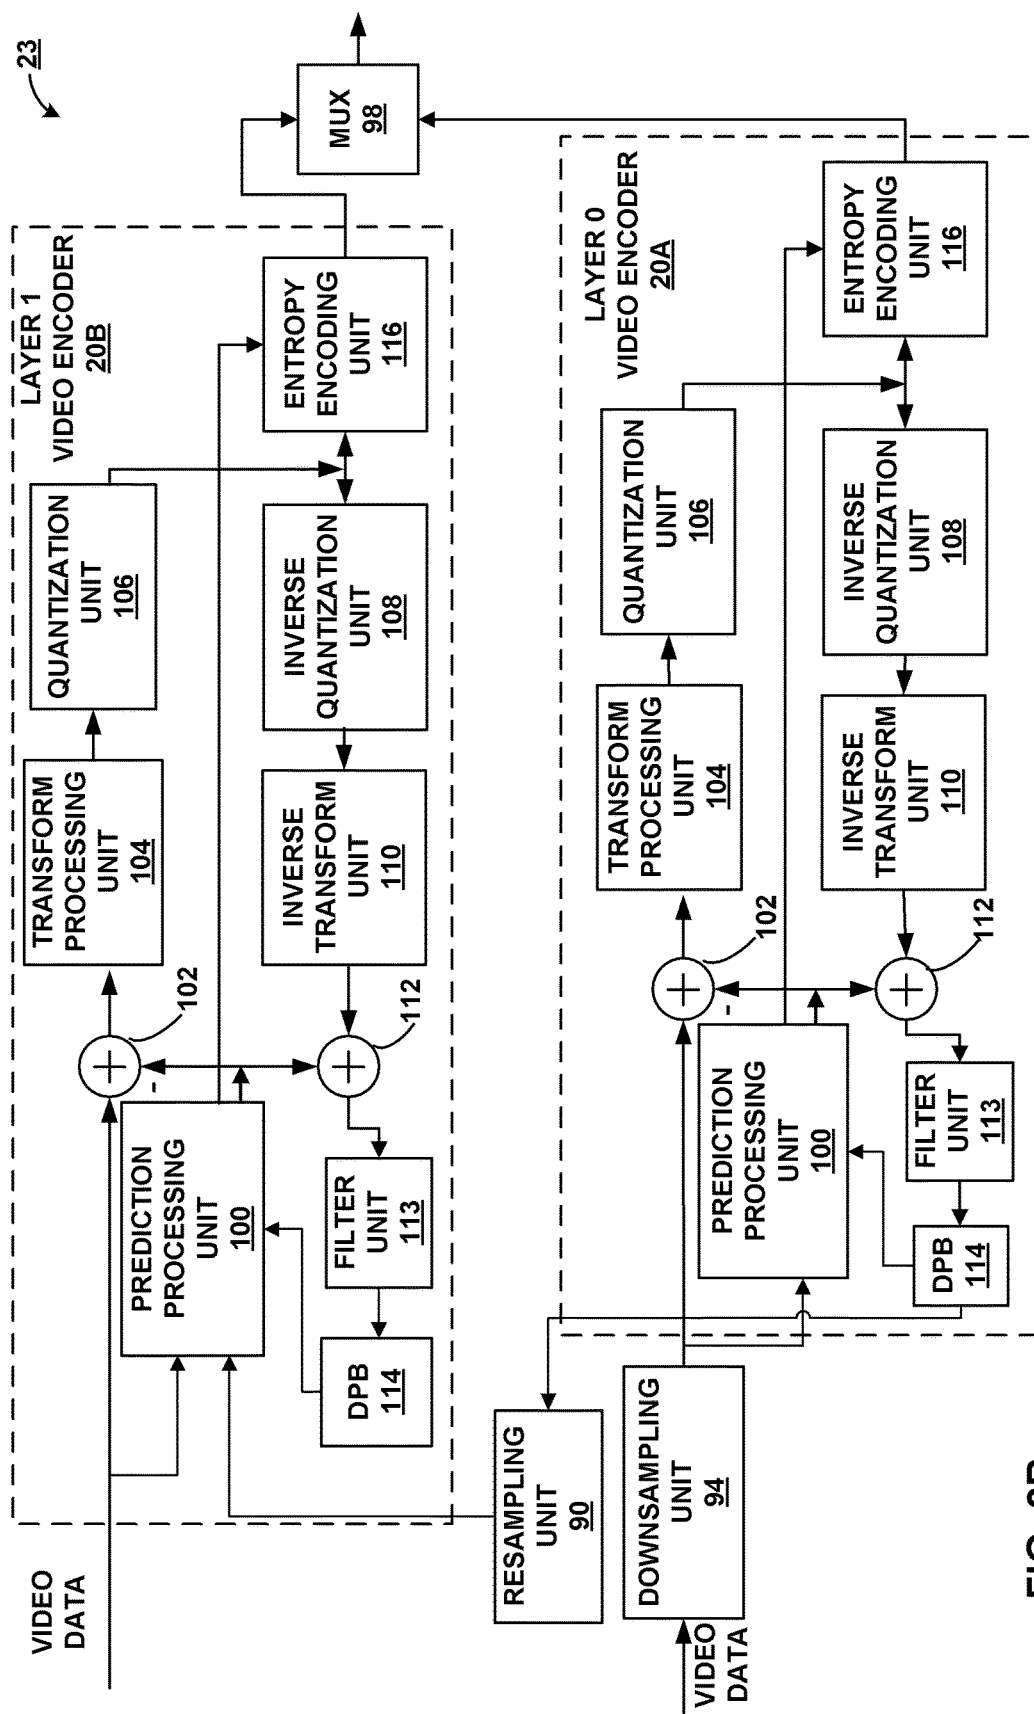 23
LAYER 1
VIDEO ENCODER
20B
VIDEO
DATA
102
TRANSFORM
PROCESSING
UNIT
104
QUANTIZATION
UNIT
106
-
PREDICTION
PROCESSING
UNIT
100
DPB
114
FILTER
UNIT
113
112
INVERSE
TRANSFORM
UNIT
110
INVERSE
QUANTIZATION
UNIT
108
ENTROPY
ENCODING
UNIT
116
MUX
98
RESAMPLING
UNIT
90
LAYER 0
VIDEO ENCODER
20A
VIDEO
DATA
DOWNSAMPLING
UNIT
94
102
TRANSFORM
PROCESSING
UNIT
104
QUANTIZATION
UNIT
106
-
PREDICTION
PROCESSING
UNIT
100
DPB
114
FILTER
UNIT
113
112
INVERSE
TRANSFORM
UNIT
110
INVERSE
QUANTIZATION
UNIT
108
ENTROPY
ENCODING
UNIT
116